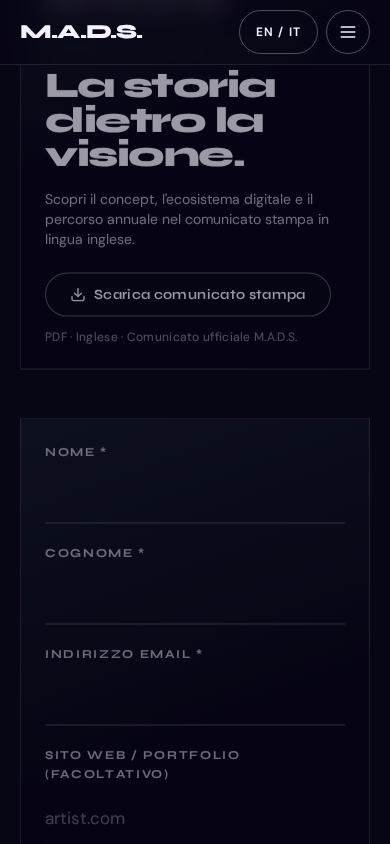 M.A.D.S.
EN / IT
La storia
dietro la
visione.
Scopri il concept, l'ecosistema digitale e il
percorso annuale nel comunicato stampa in
lingua inglese.
Scarica comunicato stampa
PDF · Inglese · Comunicato ufficiale M.A.D.S.
NOME *
COGNOME *
INDIRIZZO EMAIL *
SITO WEB / PORTFOLIO
(FACOLTATIVO)
artist.com